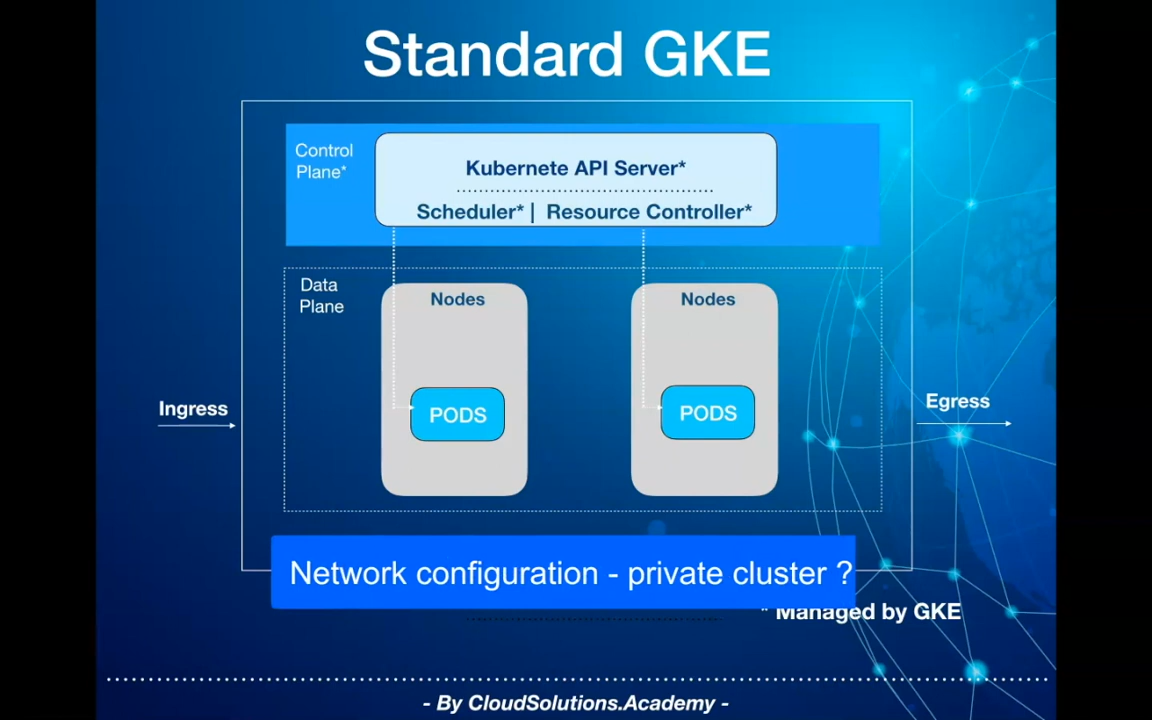 Standard GKE
Control
Plane*
Kubernete API Server*
Scheduler* | Resource Controller*
Data
Plane
Nodes
Nodes
PODS
PODS
Ingress
Egress
Network configuration - private cluster ?
* Managed by GKE
- By CloudSolutions.Academy -